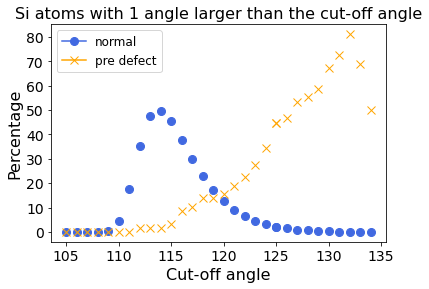 Si atoms with 1 angle larger than the cut-off angle
normal
pre defect
Percentage
80
70
60
50
40
30
20
10
0
105 110 115 120 125 130 135
Cut-off angle